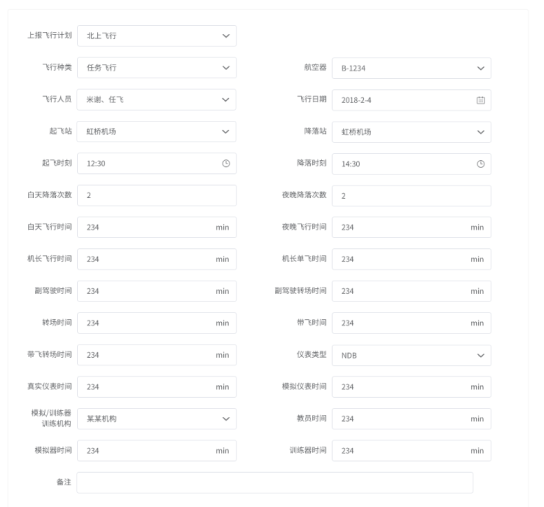 上报飞行计划 北上飞行
飞行种类 任务飞行 航空器 B-1234
飞行人员 米谢、任飞 飞行日期 2018-2-4
起飞站 虹桥机场 降落站 虹桥机场
起飞时刻 12:30 降落时刻 14:30
白天降落次数 2 夜晚降落次数 2
白天飞行时间 234 min 夜晚飞行时间 234 min
机长飞行时间 234 min 机长单飞时间 234 min
副驾驶时间 234 min 副驾驶转场时间 234 min
转场时间 234 min 带飞时间 234 min
带飞转场时间 234 min 仪表类型 NDB
真实仪表时间 234 min 模拟仪表时间 234 min
模拟/训练器
训练机构 某某机构 教员时间 234 min
模拟器时间 234 min 训练器时间 234 min
备注